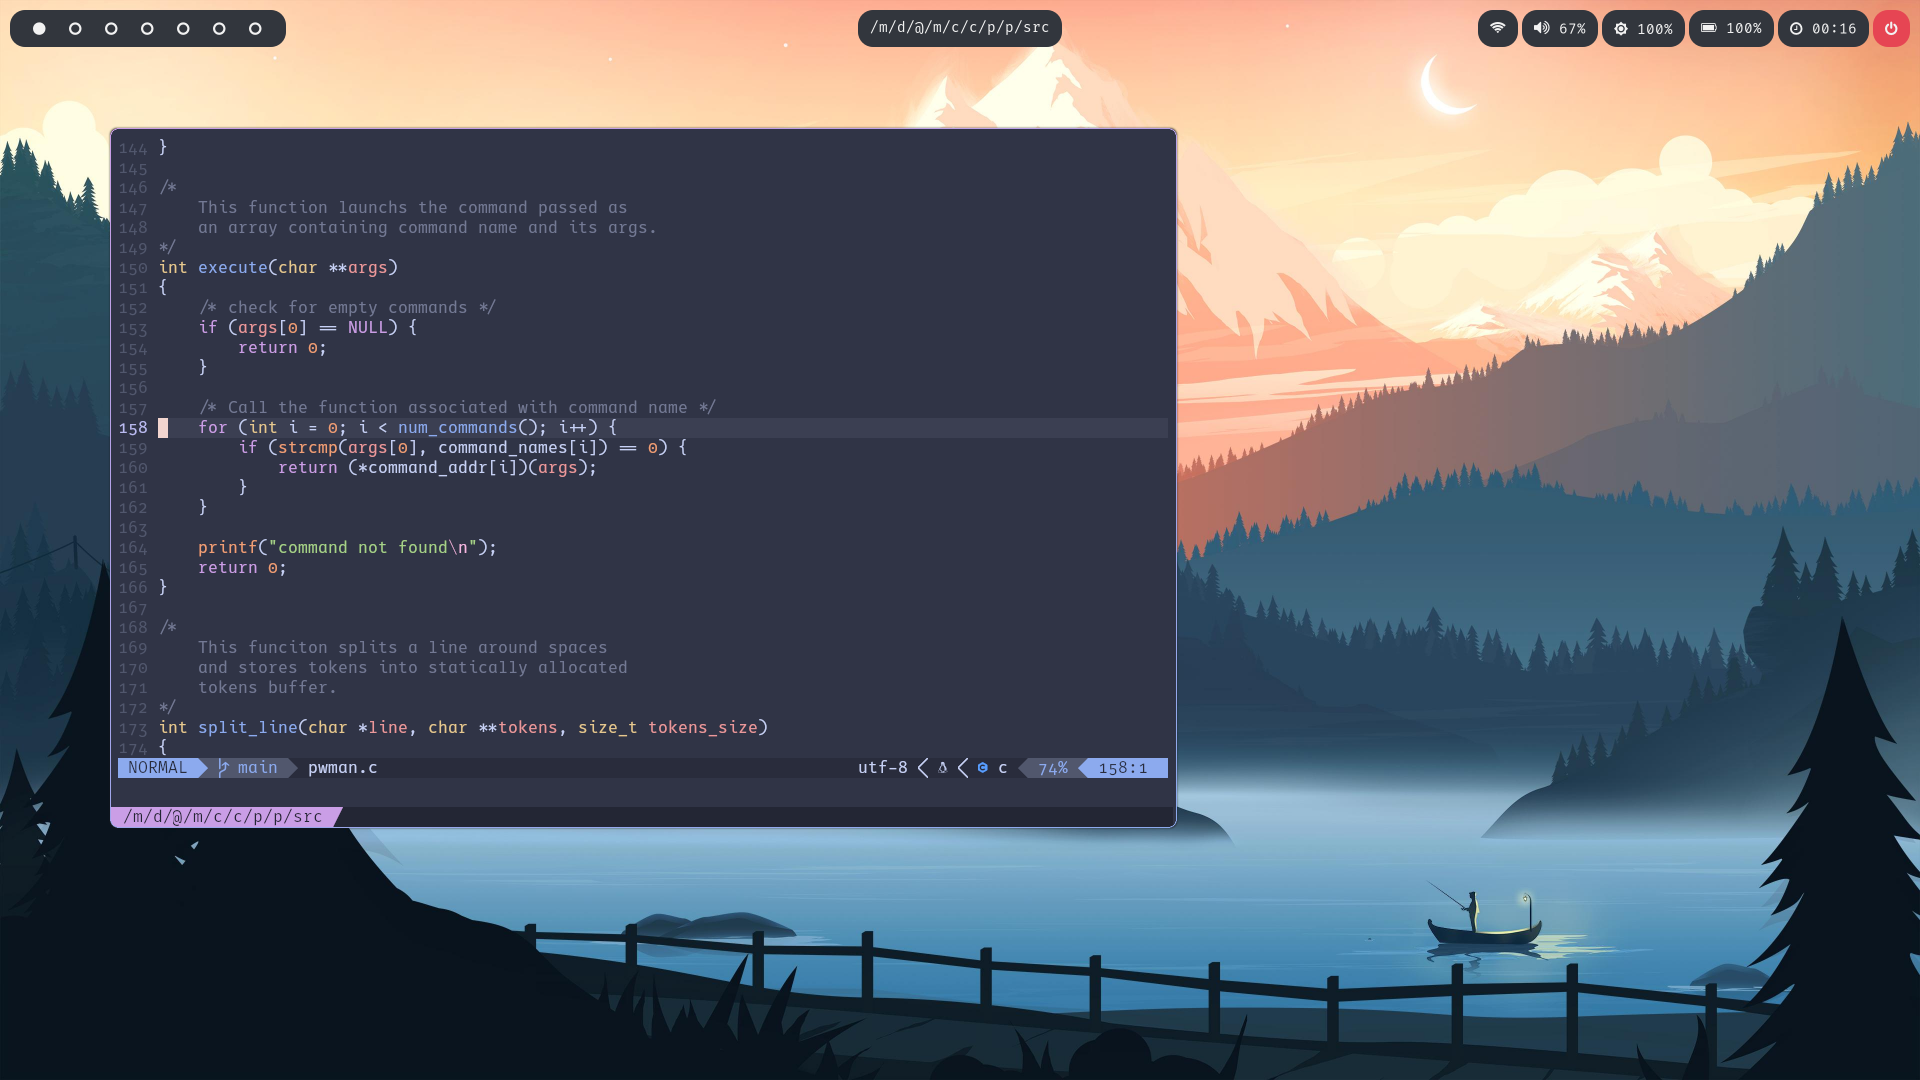 /m/d/@/m/c/c/p/p/src
67%
100%
100%
00:16
144 }
145
146 /*
147     This function launchs the command passed as
148     an array containing command name and its args.
149 */
150 int execute(char **args)
151 {
152     /* check for empty commands */
153     if (args[0] == NULL) {
154         return 0;
155     }
156
157     /* Call the function associated with command name */
158     for (int i = 0; i < num_commands(); i++) {
159         if (strcmp(args[0], command_names[i]) == 0) {
160             return (*command_addr[i])(args);
161         }
162     }
163
164     printf("command not found\n");
165     return 0;
166 }
167
168 /*
169     This funciton splits a line around spaces
170     and stores tokens into statically allocated
171     tokens buffer.
172 */
173 int split_line(char *line, char **tokens, size_t tokens_size)
174 {
NORMAL main pwman.c utf-8 c 74% 158:1
/m/d/@/m/c/c/p/p/src